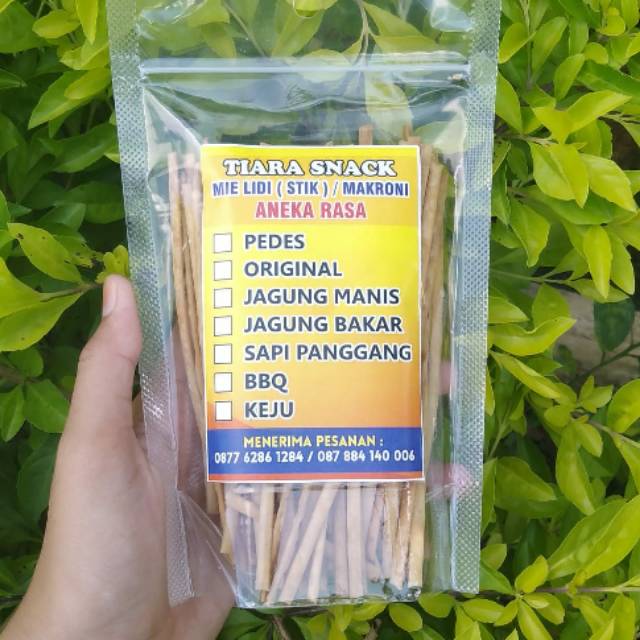 TIARA SNACK
MIE LIDI ( STIK ) / MAKRONI
ANEKA RASA
PEDES
ORIGINAL
JAGUNG MANIS
JAGUNG BAKAR
SAPI PANGGANG
BBQ
KEJU
MENERIMA PESANAN :
0877 6286 1284 / 087 884 140 006